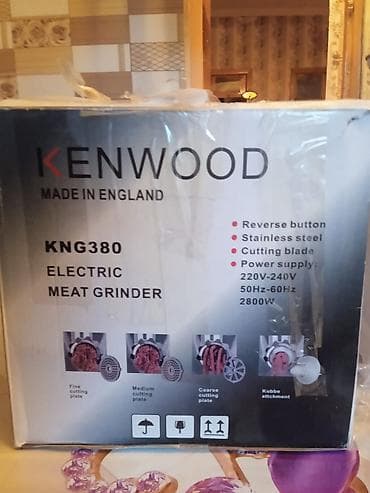 KENWOOD
MADE IN ENGLAND
KNG380
ELECTRIC
MEAT GRINDER
• Reverse button
• Stainless steel
• Cutting blade
• Power supply:
220V-240V
50Hz-60Hz
2800W
Fine
cutting
plate
Medium
cutting
plate
Coarse
cutting
plate
Kubbe
attchment